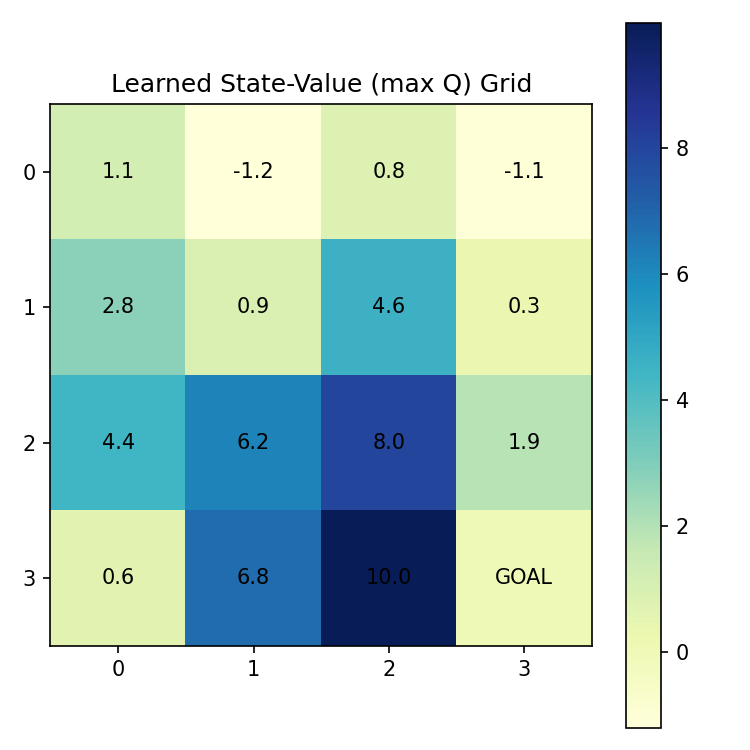 Learned State-Value (max Q) Grid
0 1.1 -1.2 0.8 -1.1
1 2.8 0.9 4.6 0.3
2 4.4 6.2 8.0 1.9
3 0.6 6.8 10.0 GOAL
0 1 2 3
8
6
4
2
0